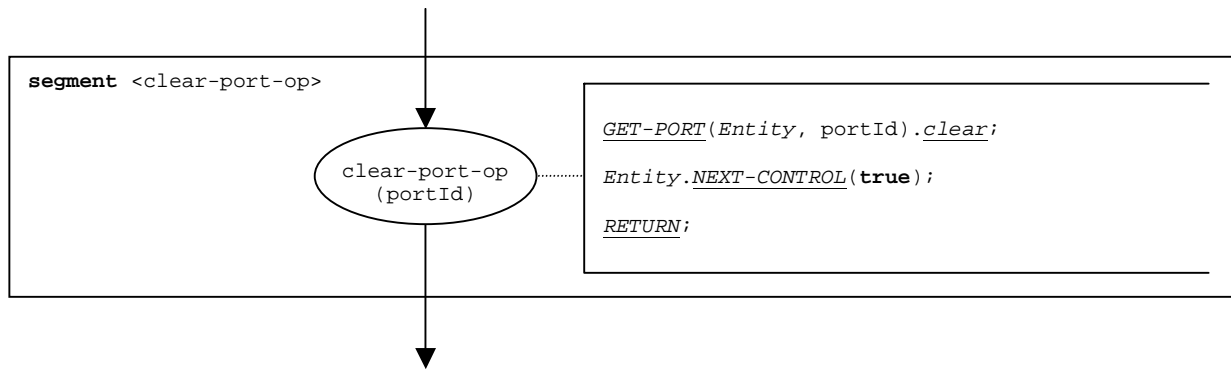 segment <clear-port-op>
clear-port-op
(portId)
GET-PORT(Entity, portId).clear;
Entity.NEXT-CONTROL(true);
RETURN;